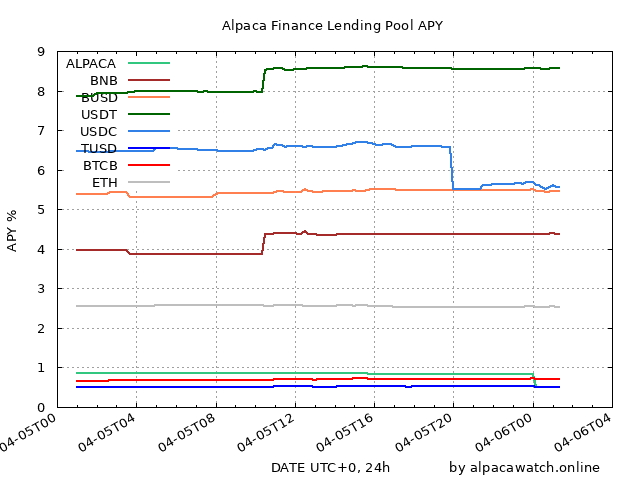 Alpaca Finance Lending Pool APY
9
8
7
6
5
4
3
2
1
0
APY %
ALPACA
BNB
BUSD
USDT
USDC
TUSD
BTCB
ETH
04-05T00
04-05T04
04-05T08
04-05T12
04-05T16
04-05T20
04-06T00
04-06T04
DATE UTC+0, 24h
by alpacawatch.online